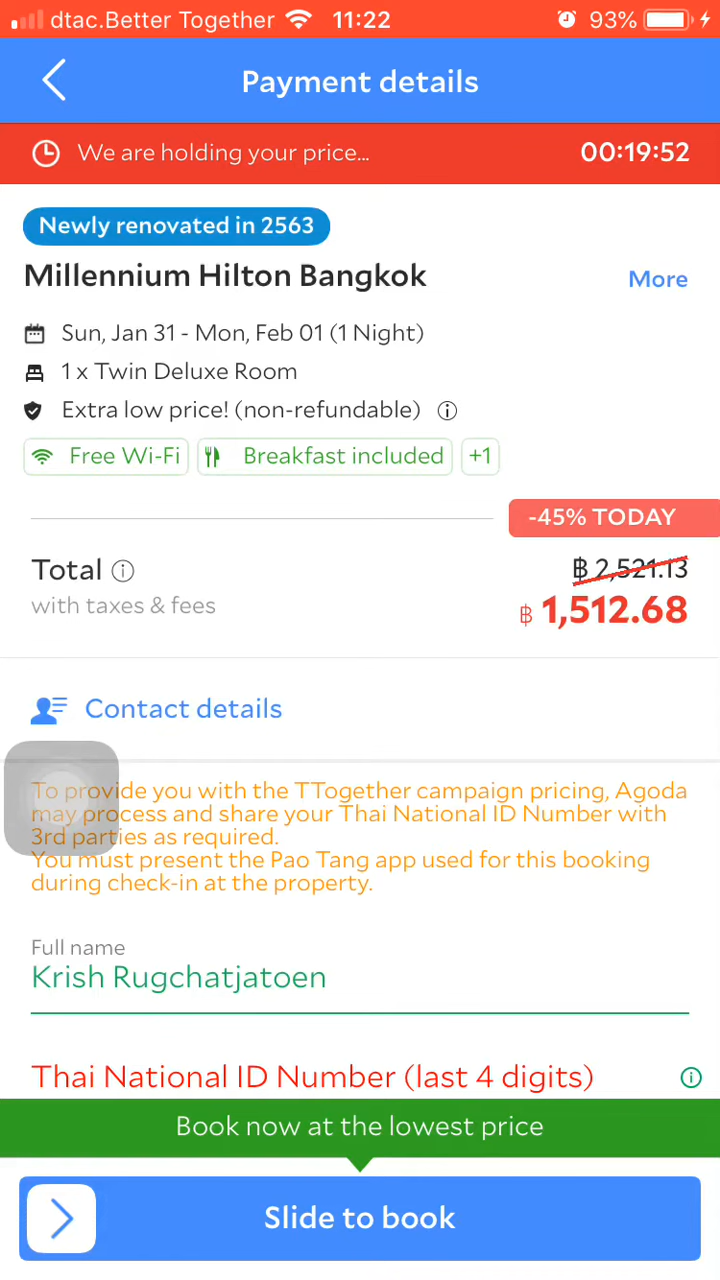 dtac.Better Together 11:22 93%
Payment details
We are holding your price... 00:19:52
Newly renovated in 2563
Millennium Hilton Bangkok More
Sun, Jan 31 - Mon, Feb 01 (1 Night)
1 x Twin Deluxe Room
Extra low price! (non-refundable)
Free Wi-Fi Breakfast included +1
-45% TODAY
Total ฿ 2,521.13
with taxes & fees ฿ 1,512.68
Contact details
To provide you with the TTogether campaign pricing, Agoda
may process and share your Thai National ID Number with
3rd parties as required.
You must present the Pao Tang app used for this booking
during check-in at the property.
Full name
Krish Rugchatjatoen
Thai National ID Number (last 4 digits)
Book now at the lowest price
Slide to book